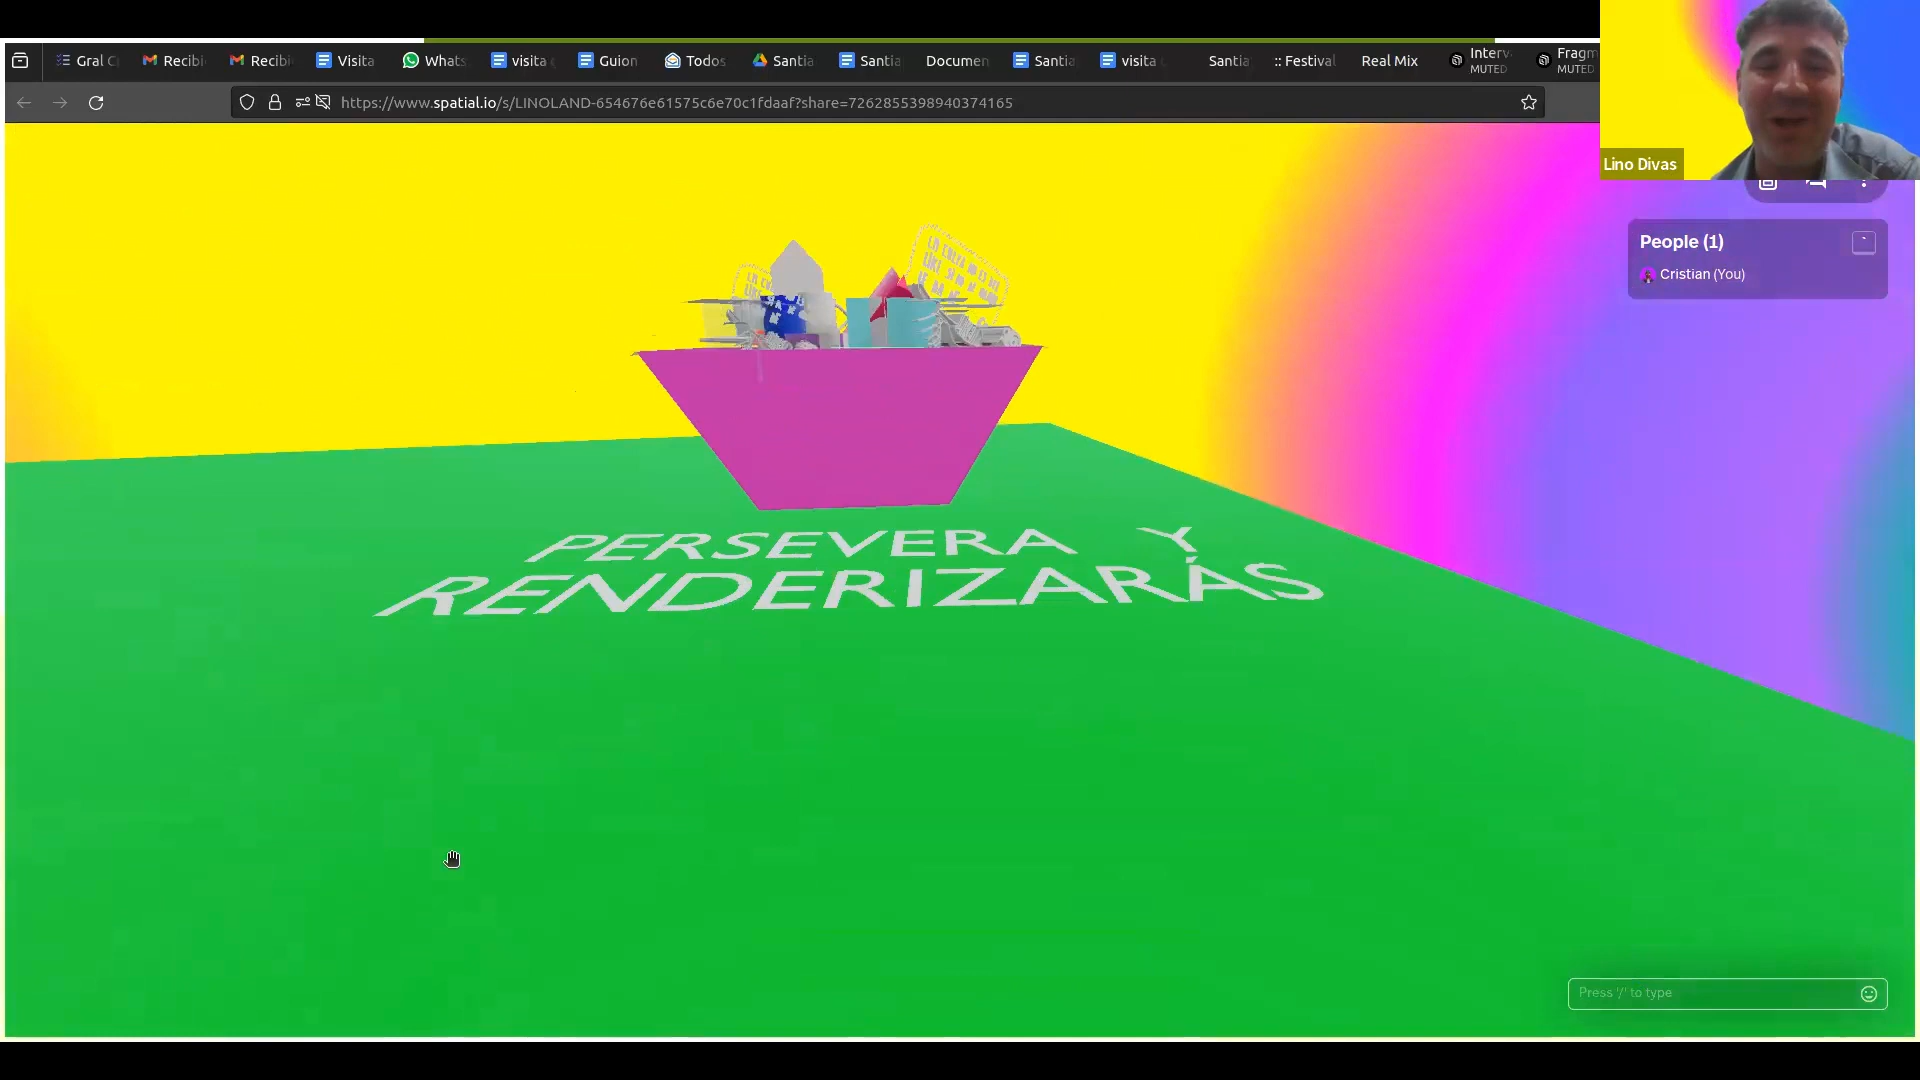 Gral C
Recibi
Recibi
Visita
Whats
visita
Guion
Todos
Santia
Santia
Documen
Santia
visita
Santia
:: Festival
Real Mix
Interv
MUTED
Fragm
MUTED
https://www.spatial.io/s/LINOLAND-654676e61575c6e70c1fdaaf?share=7262855398940374165
Lino Divas
People (1)
Cristian (You)
PERSEVERA Y
RENDERIZARÁS
Press '/' to type